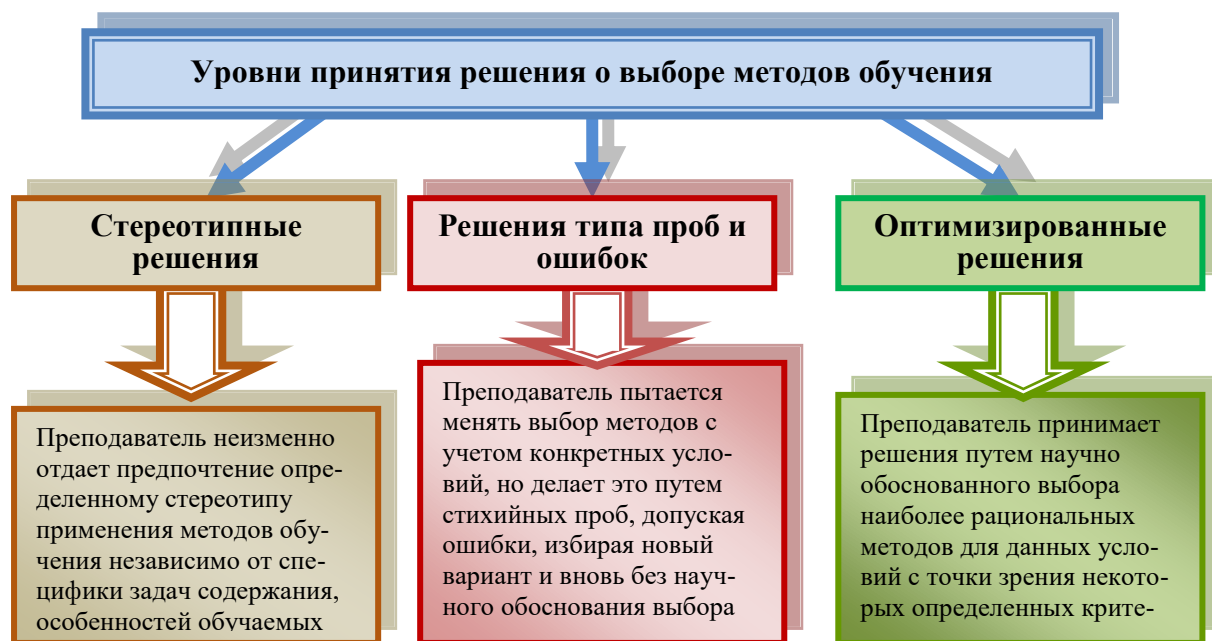 Уровни принятия решения о выборе методов обучения
Стереотипные
решения
Решения типа проб и
ошибок
Оптимизированные
решения
Преподаватель неизменно
отдает предпочтение опре-
деленному стереотипу
применения методов обу-
чения независимо от спе-
цифики задач содержания,
особенностей обучаемых
Преподаватель пытается
менять выбор методов с
учетом конкретных усло-
вий, но делает это путем
стихийных проб, допуская
ошибки, избирая новый
вариант и вновь без науч-
ного обоснования выбора
Преподаватель принимает
решения путем научно
обоснованного выбора
наиболее рациональных
методов для данных усло-
вий с точки зрения некото-
рых определенных крите-